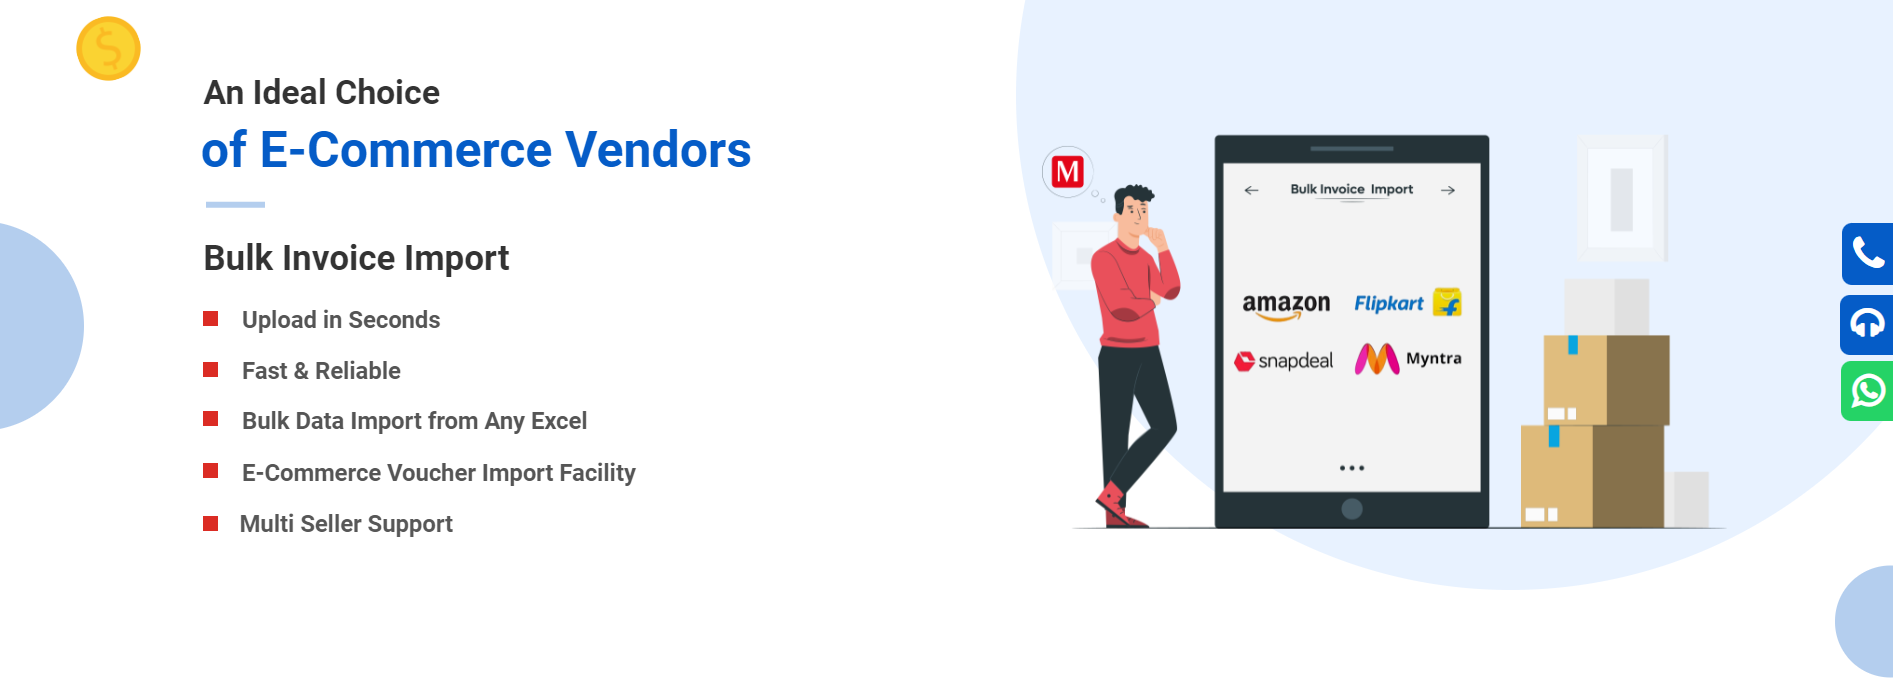 An Ideal Choice
of E-Commerce Vendors
Bulk Invoice Import
Upload in Seconds
Fast & Reliable
Bulk Data Import from Any Excel
E-Commerce Voucher Import Facility
Multi Seller Support
M
Bulk Invoice Import
amazon
Flipkart f
snapdeal
Myntra